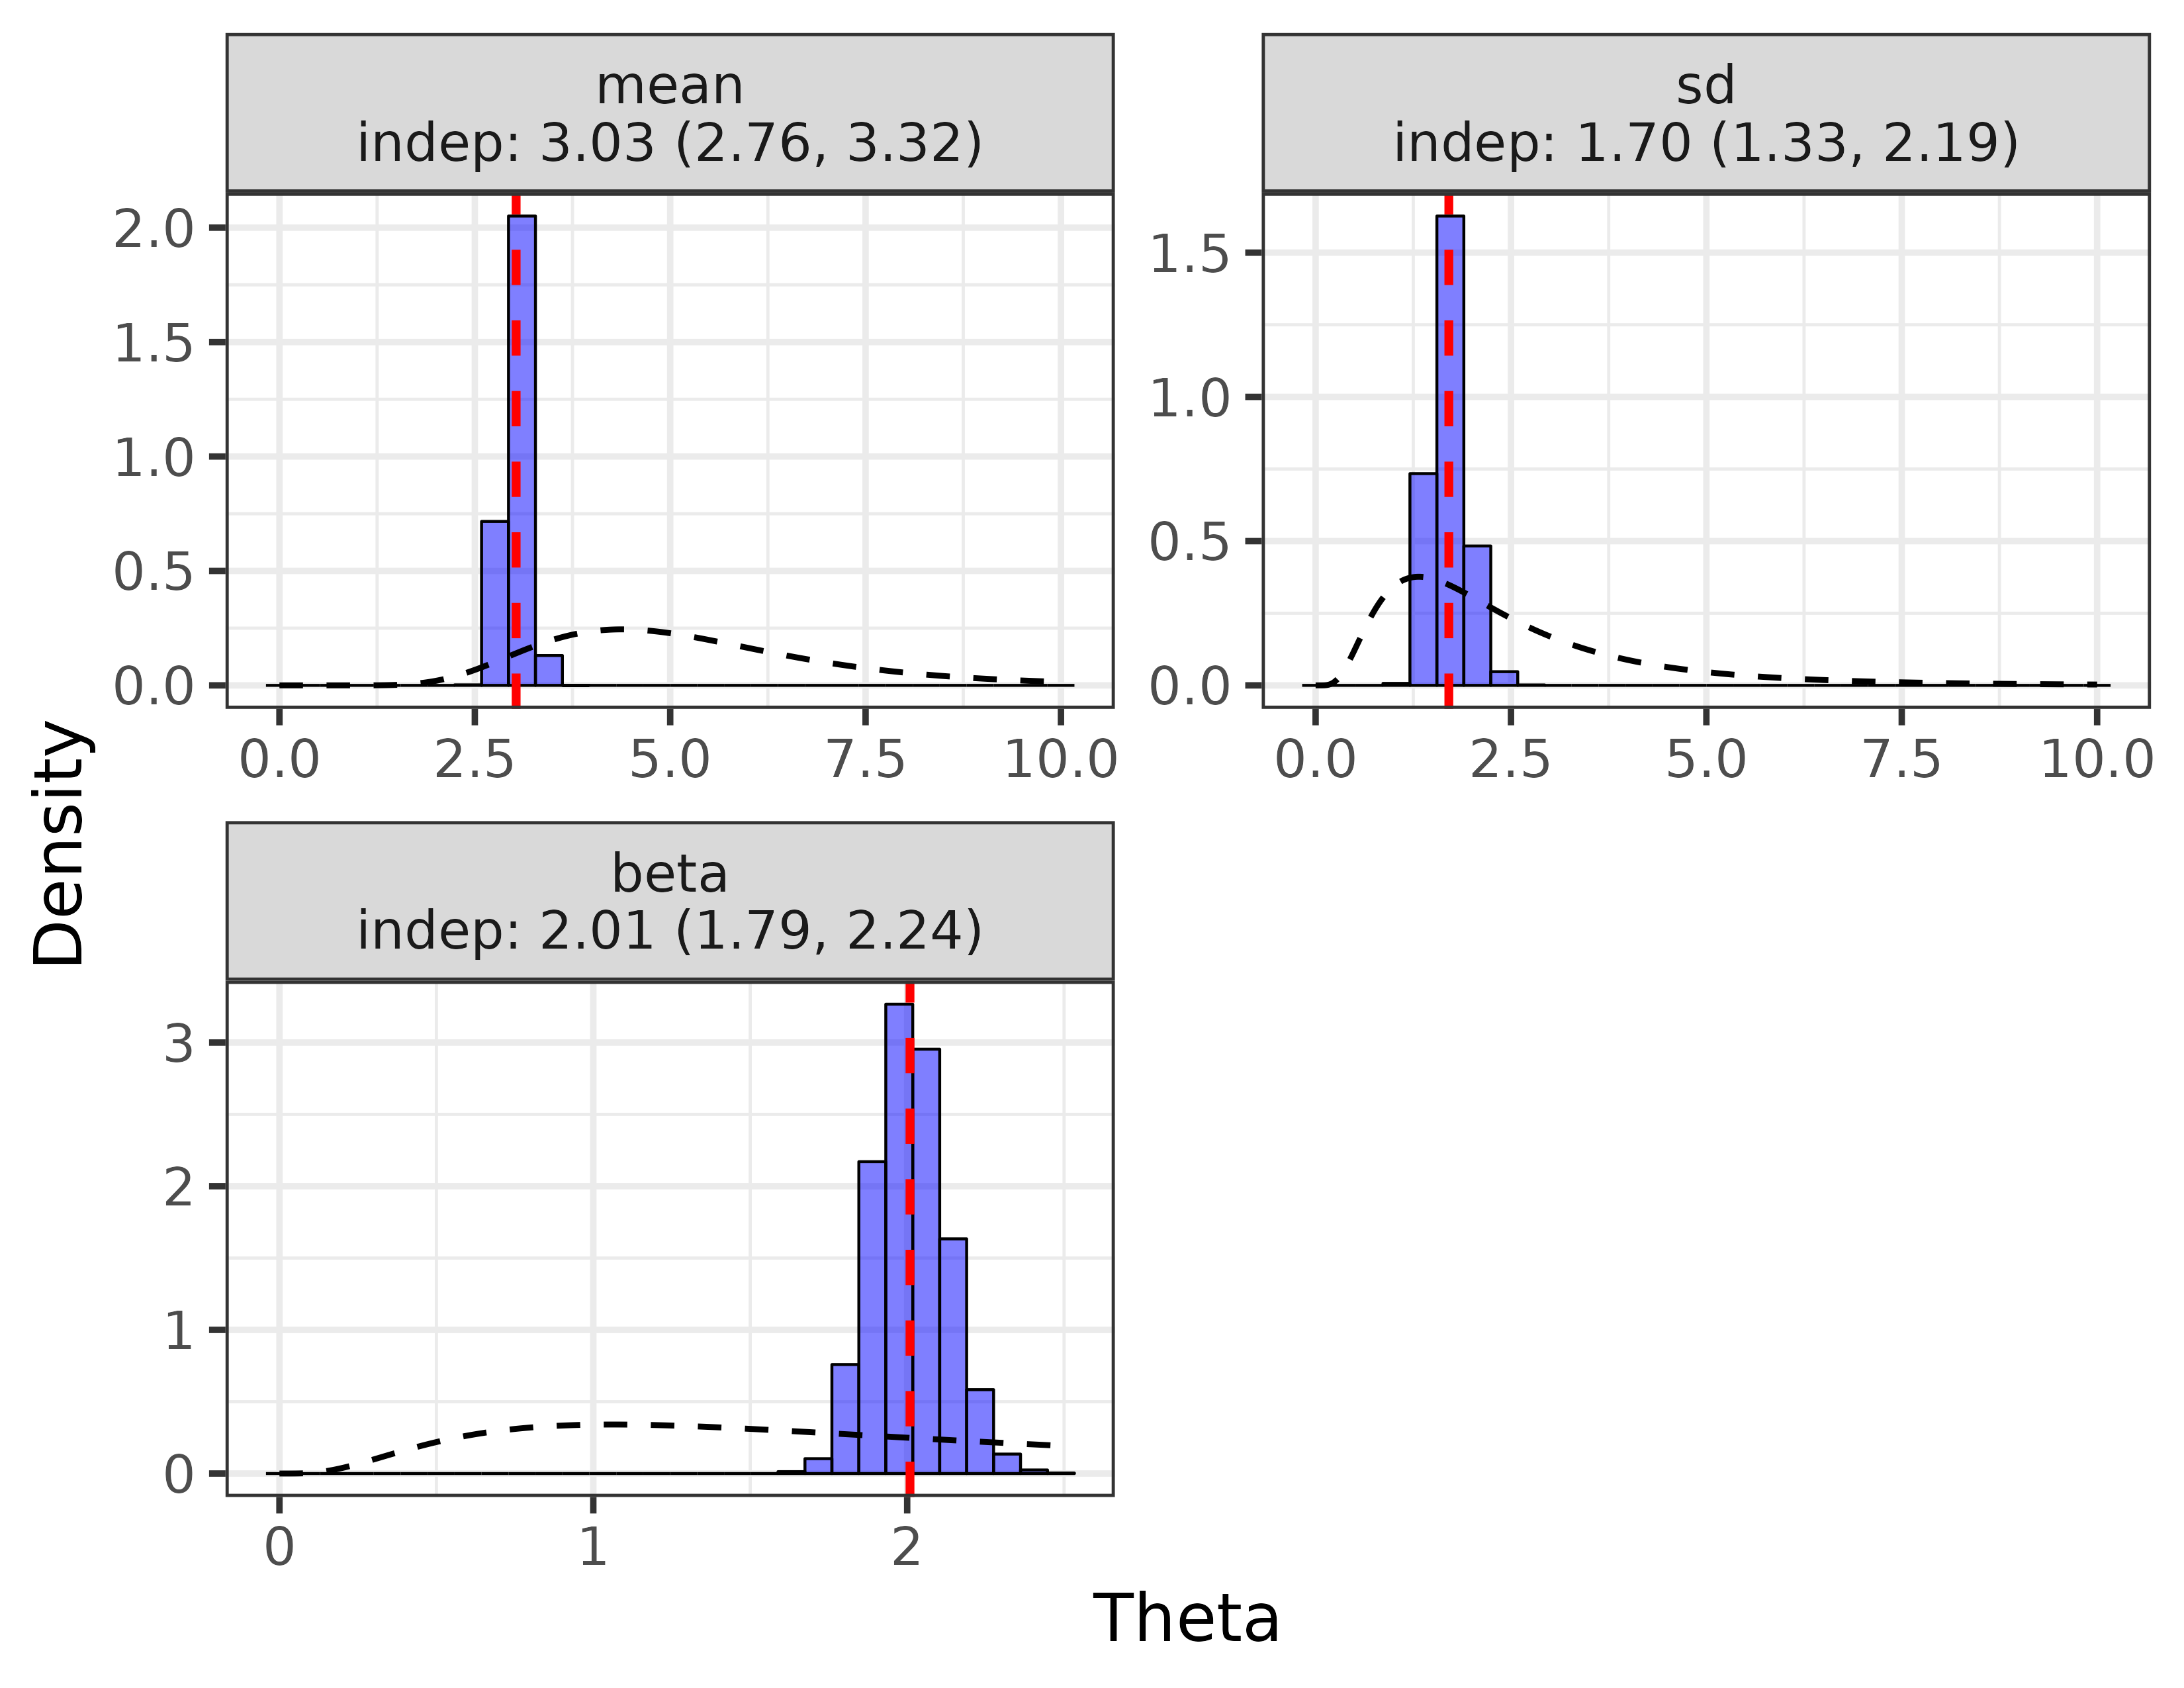 mean
indep: 3.03 (2.76, 3.32)
2.0
1.5
1.0
0.5
0.0
0.0 2.5 5.0 7.5 10.0
sd
indep: 1.70 (1.33, 2.19)
1.5
1.0
0.5
0.0
0.0 2.5 5.0 7.5 10.0
Density
beta
indep: 2.01 (1.79, 2.24)
3
2
1
0
0 1 2
Theta